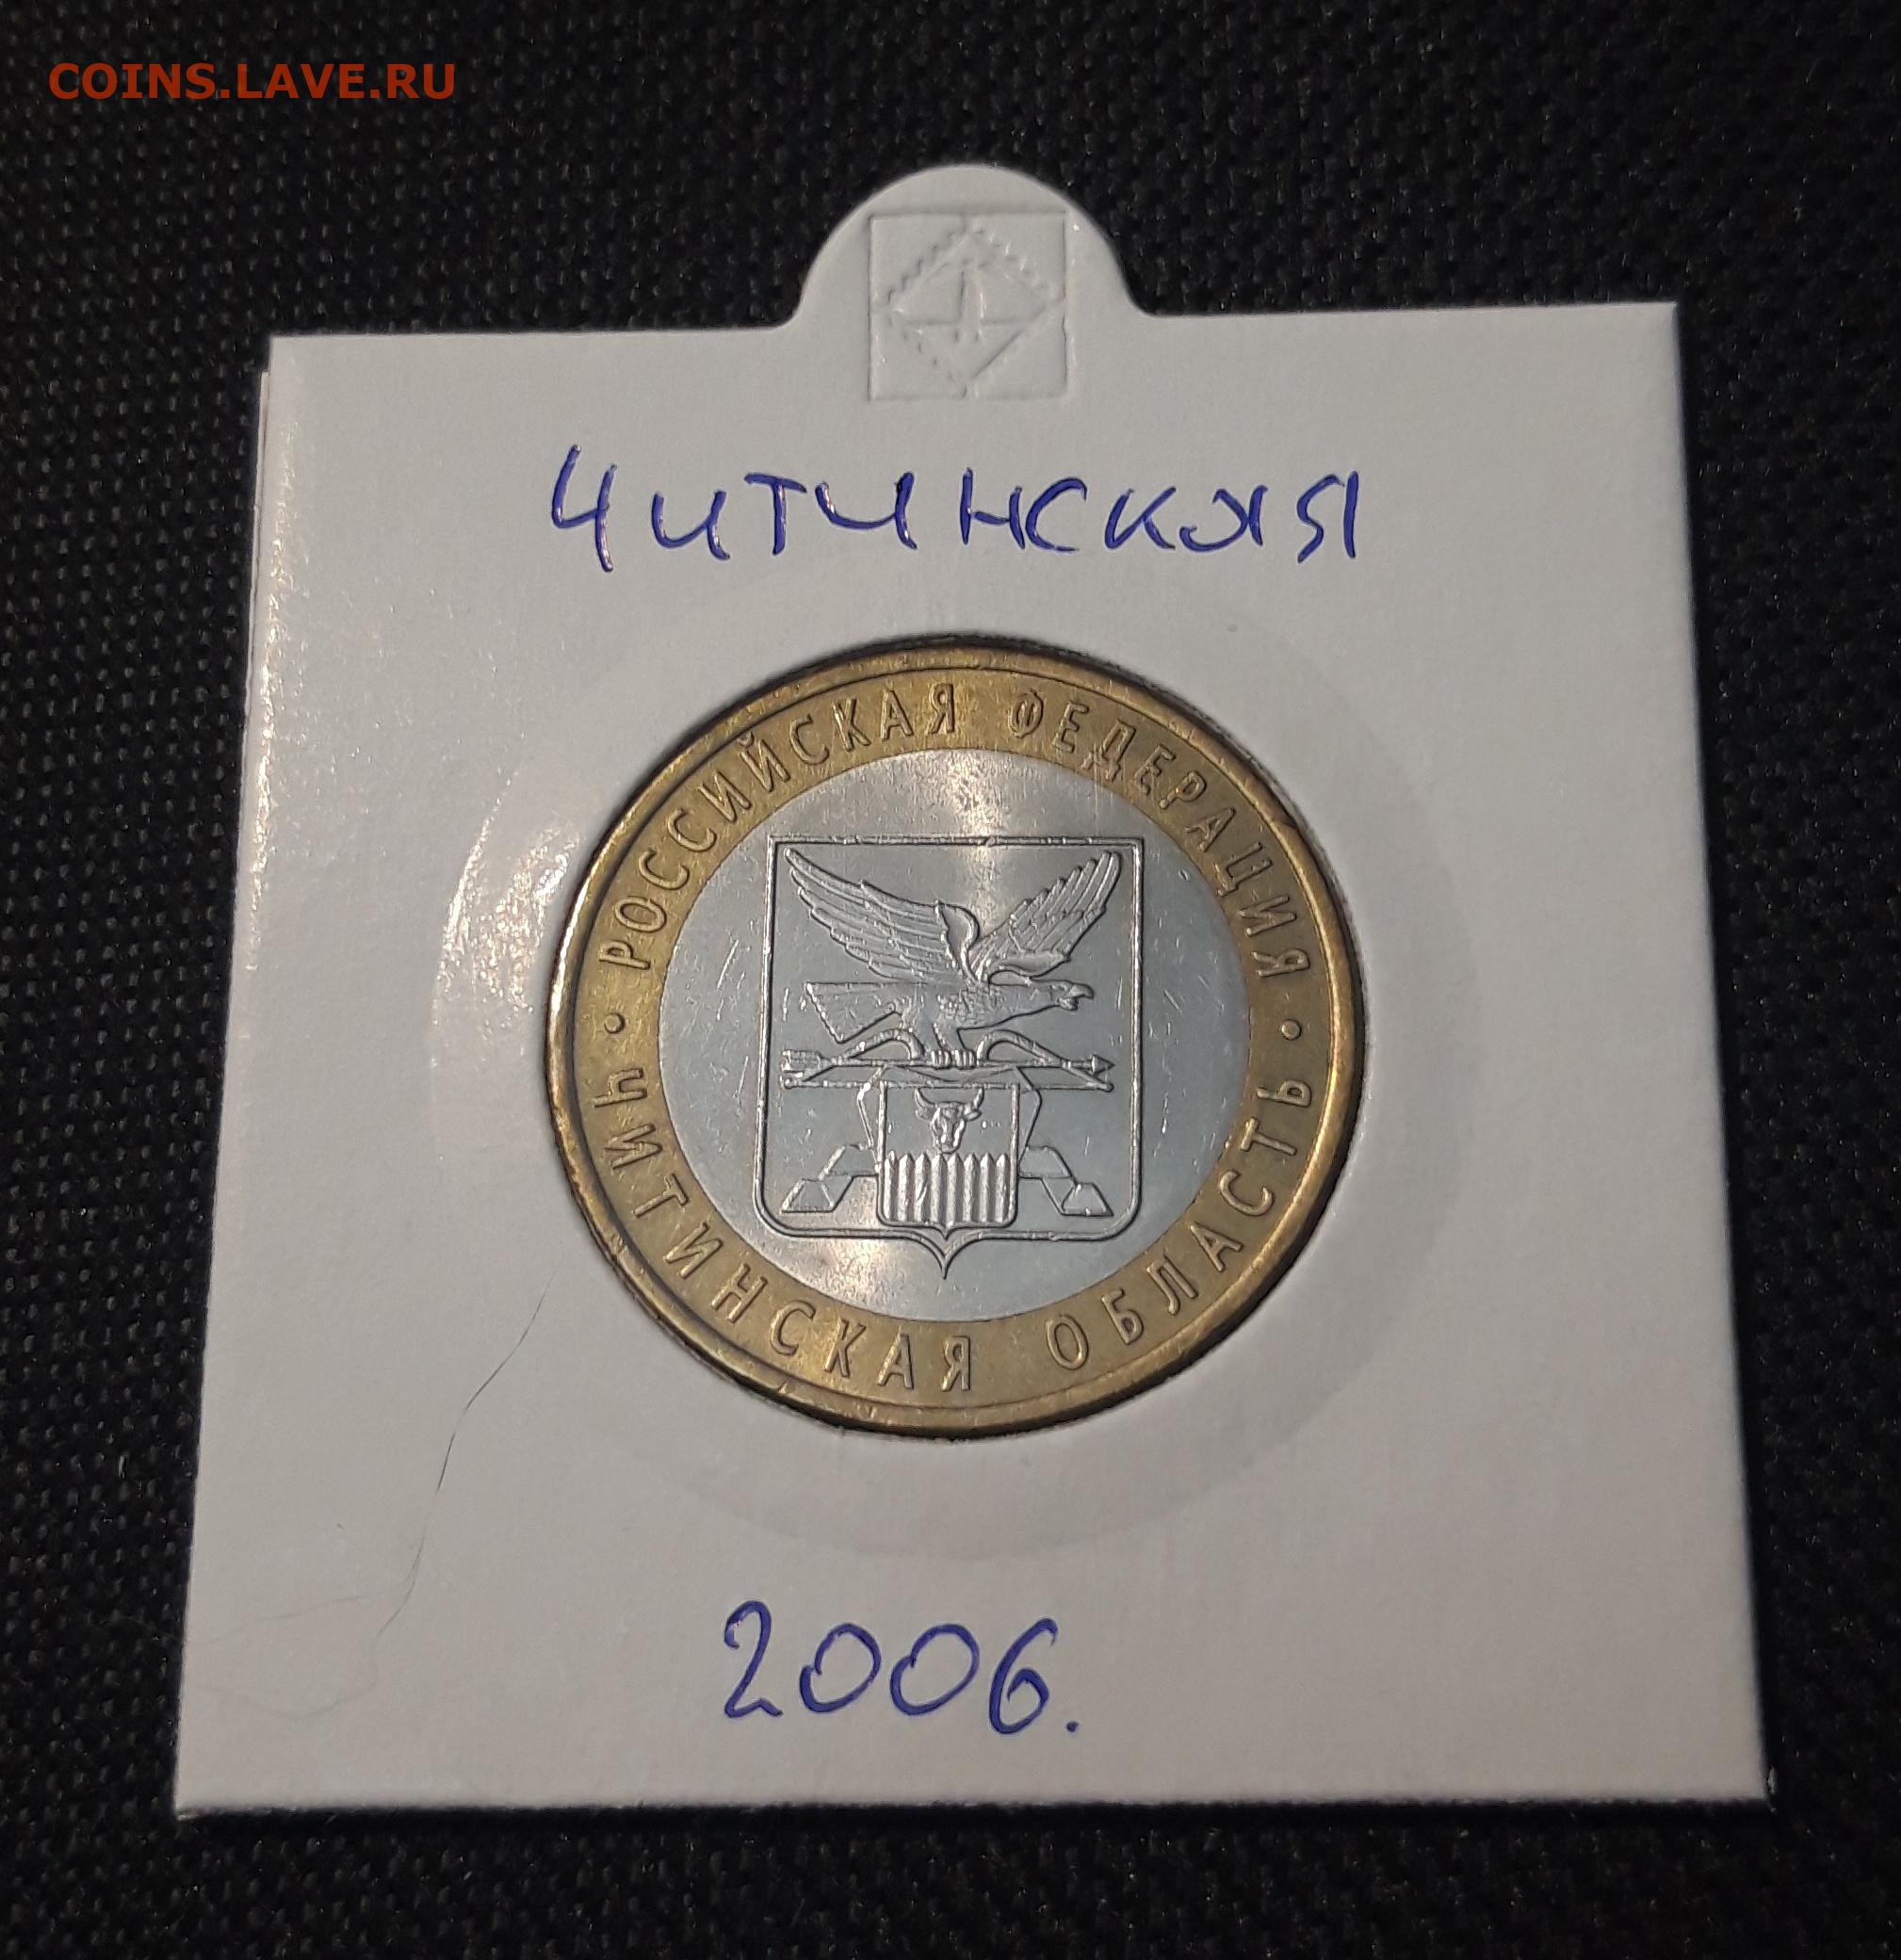 COINS.LAVE.RU
Читинская
РОССИЙСКАЯ ФЕДЕРАЦИЯ
• ЧИТИНСКАЯ ОБЛАСТЬ •
2006.